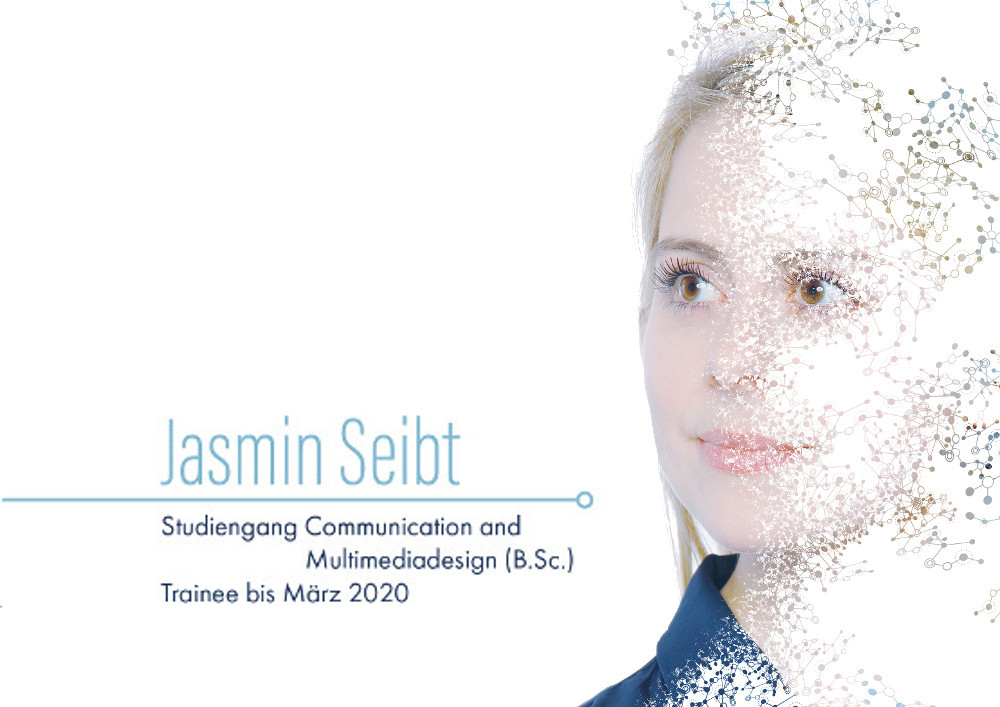 Jasmin Seibt
Studiengang Communication and
Multimediadesign (B.Sc.)
Trainee bis März 2020